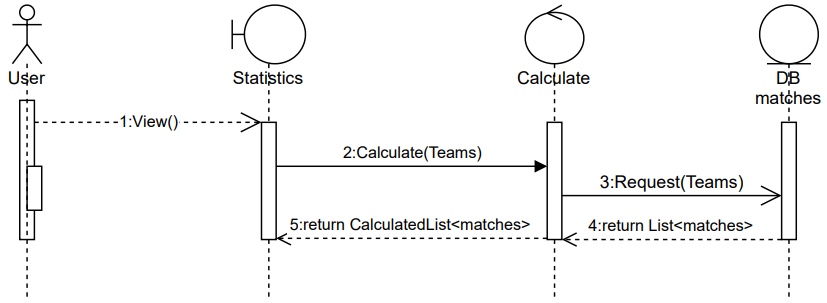 User
Statistics
Calculate
DB
matches
1:View()
2:Calculate(Teams)
3:Request(Teams)
5:return CalculatedList<matches>
4:return List<matches>